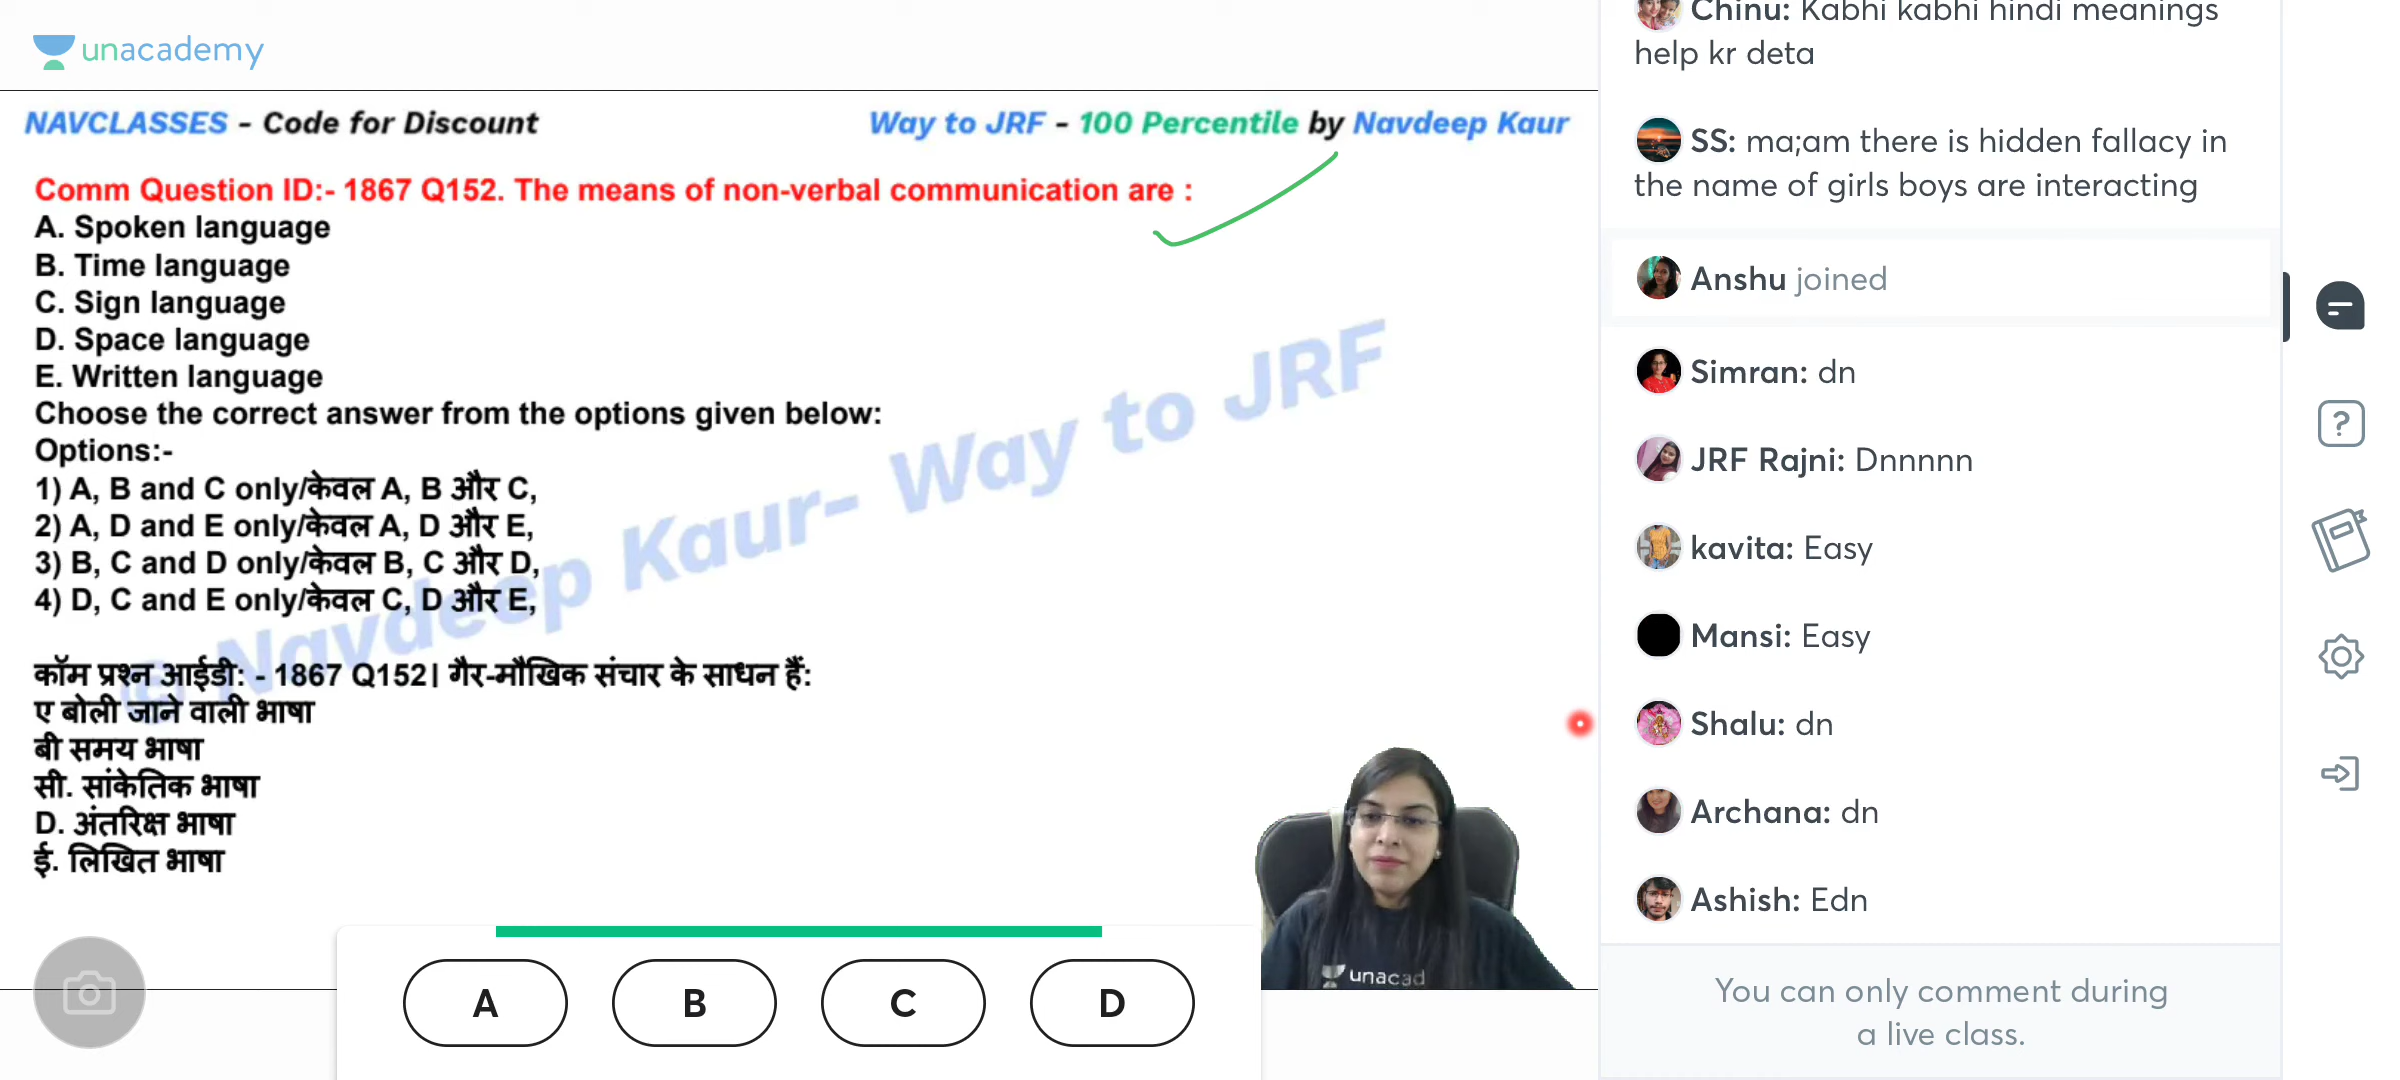 unacademy
NAVCLASSES - Code for Discount
Way to JRF - 100 Percentile by Navdeep Kaur
Comm Question ID:- 1867 Q152. The means of non-verbal communication are :
A. Spoken language
B. Time language
C. Sign language
D. Space language
E. Written language
Choose the correct answer from the options given below:
Options:-
1) A, B and C only/केवल A, B और C,
2) A, D and E only/केवल A, D और E,
3) B, C and D only/केवल B, C और D,
4) D, C and E only/केवल C, D और E,
© Navdeep Kaur- Way to JRF
कॉम प्रश्न आईडी: - 1867 Q152। गैर-मौखिक संचार के साधन हैं:
ए बोली जाने वाली भाषा
बी समय भाषा
सी. सांकेतिक भाषा
D. अंतरिक्ष भाषा
ई. लिखित भाषा
unacad
A
B
C
D
Chinu: Kabhi kabhi hindi meanings
help kr deta
SS: ma;am there is hidden fallacy in
the name of girls boys are interacting
Anshu joined
Simran: dn
JRF Rajni: Dnnnnn
kavita: Easy
Mansi: Easy
Shalu: dn
Archana: dn
Ashish: Edn
You can only comment during
a live class.
?